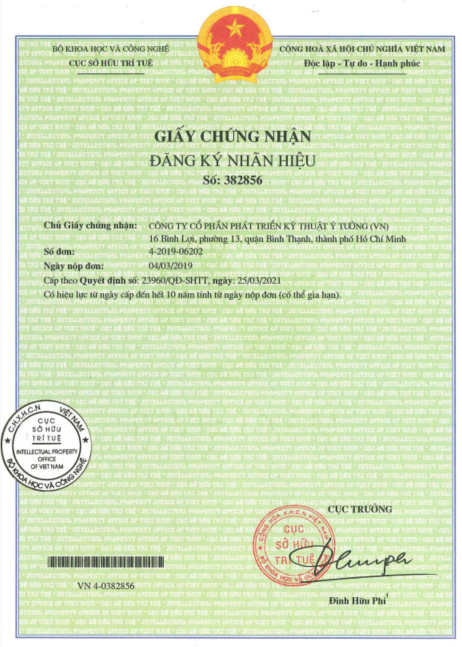 BỘ KHOA HỌC VÀ CÔNG NGHỆ
CỤC SỞ HỮU TRÍ TUỆ
CỘNG HOÀ XÃ HỘI CHỦ NGHĨA VIỆT NAM
Độc lập - Tự do - Hạnh phúc
GIẤY CHỨNG NHẬN
ĐĂNG KÝ NHÃN HIỆU
Số: 382856
Chủ Giấy chứng nhận: CÔNG TY CỔ PHẦN PHÁT TRIỂN KỸ THUẬT Ý TƯỞNG (VN)
16 Bình Lợi, phường 13, quận Bình Thạnh, thành phố Hồ Chí Minh
Số đơn: 4-2019-06202
Ngày nộp đơn: 04/03/2019
Cấp theo Quyết định số: 23960/QĐ-SHTT, ngày: 25/03/2021
Có hiệu lực từ ngày cấp đến hết 10 năm tính từ ngày nộp đơn (có thể gia hạn).
C.H.X.H.C.N VIỆT NAM
CỤC
SỞ HỮU
TRÍ TUỆ
INTELLECTUAL PROPERTY
OFFICE
OF VIET NAM
BỘ KHOA HỌC VÀ CÔNG NGHỆ
CỤC TRƯỞNG
CỤC
SỞ HỮU
TRÍ TUỆ
VN 4-0382856
Đinh Hữu Phí